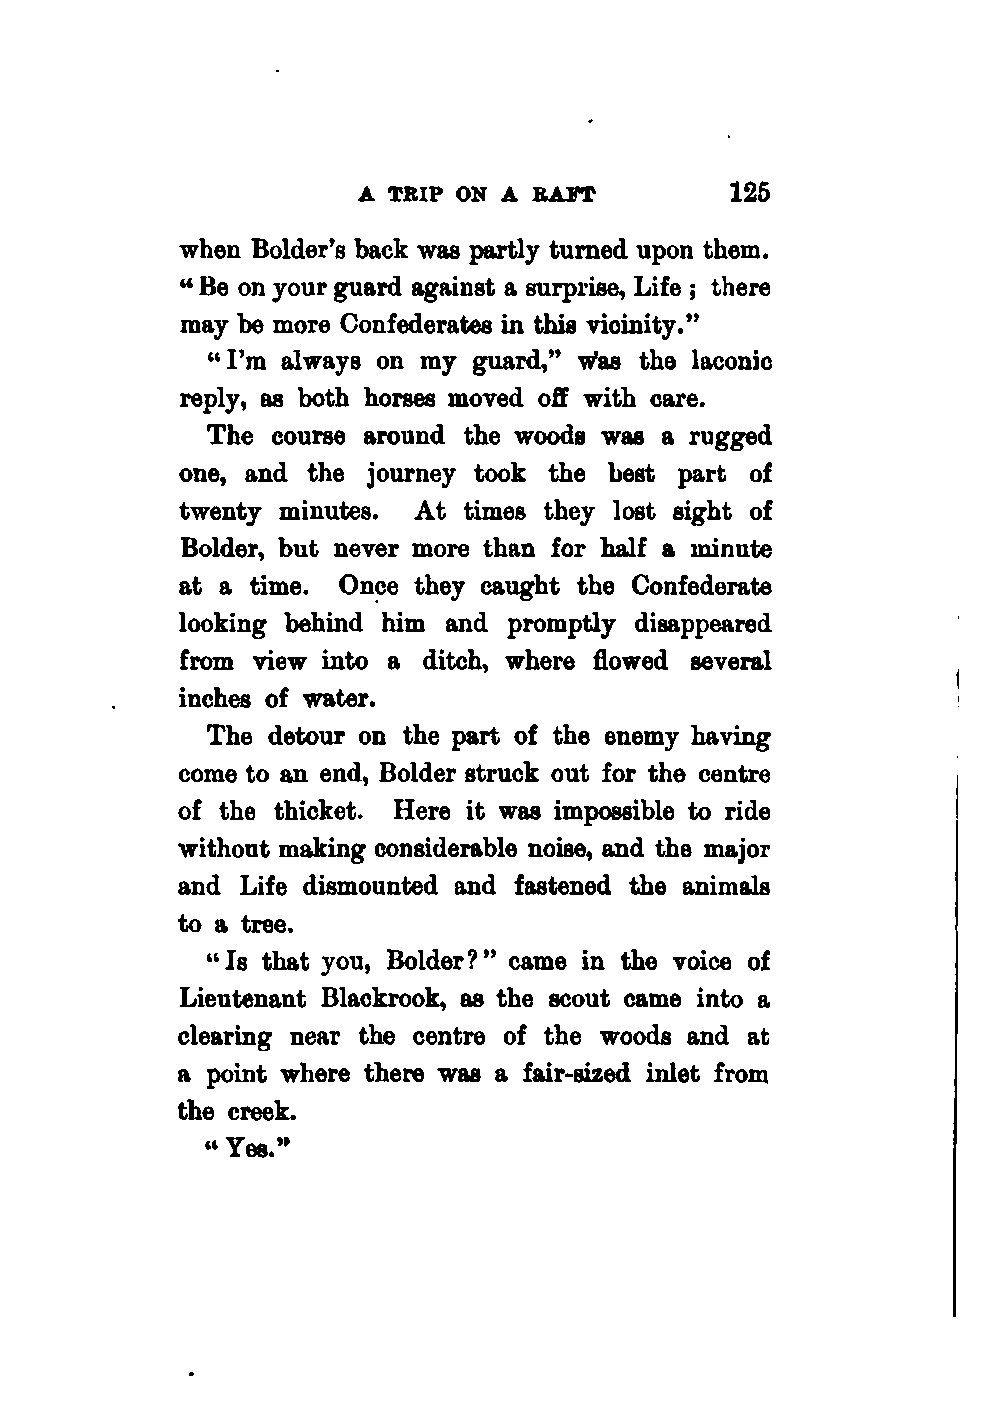 A TRIP ON A RAFT 125
when Bolder's back was partly turned upon them.
“Be on your guard against a surprise, Life; there
may be more Confederates in this vicinity.”
“I'm always on my guard,” was the laconic
reply, as both horses moved off with care.
The course around the woods was a rugged
one, and the journey took the best part of
twenty minutes. At times they lost sight of
Bolder, but never more than for half a minute
at a time. Once they caught the Confederate
looking behind him and promptly disappeared
from view into a ditch, where flowed several
inches of water.
The detour on the part of the enemy having
come to an end, Bolder struck out for the centre
of the thicket. Here it was impossible to ride
without making considerable noise, and the major
and Life dismounted and fastened the animals
to a tree.
“Is that you, Bolder?” came in the voice of
Lieutenant Blackrook, as the scout came into a
clearing near the centre of the woods and at
a point where there was a fair-sized inlet from
the creek.
“Yes.”